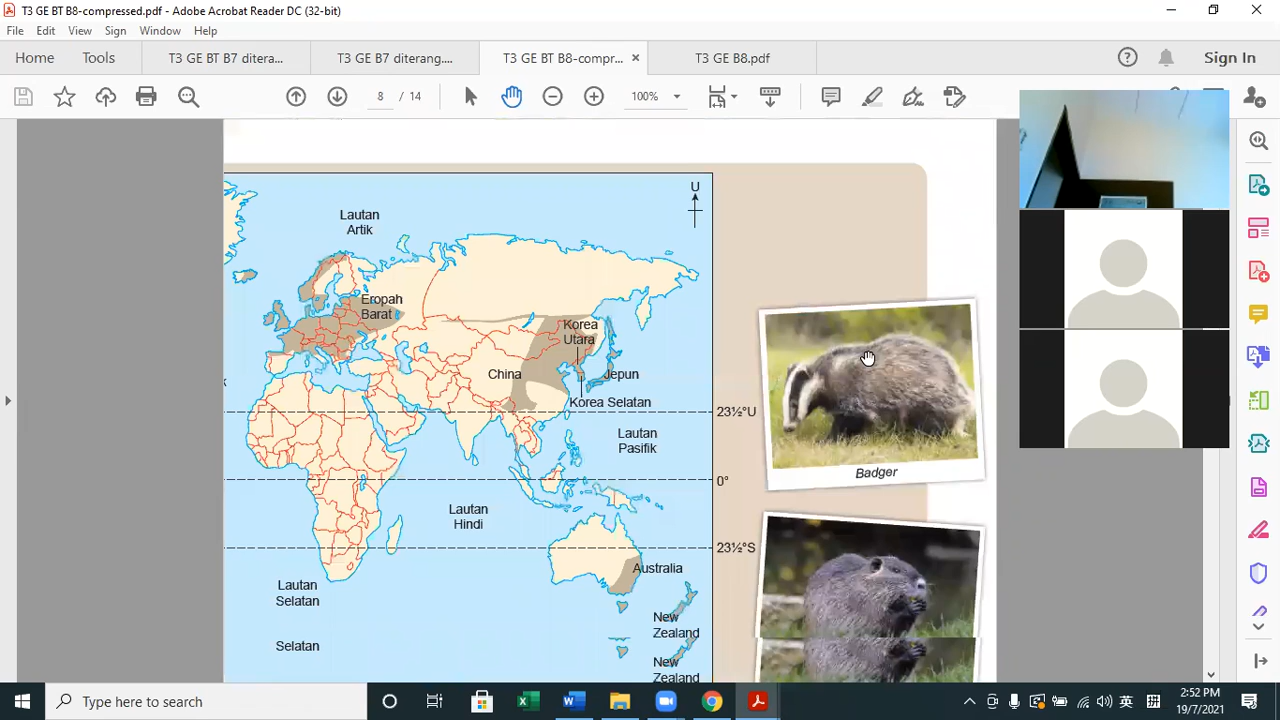 T3 GE BT B8-compressed.pdf - Adobe Acrobat Reader DC (32-bit)
File Edit View Sign Window Help
Home Tools T3 GE BT B7 ditera... T3 GE B7 diterang.... T3 GE BT B8-compr... T3 GE B8.pdf Sign In
8 / 14 100%
U
Lautan
Artik
Eropah
Barat
Korea
Utara
China
Jepun
Korea Selatan
23½°U
Lautan
Pasifik
Badger
0°
Lautan
Hindi
23½°S
Australia
Lautan
Selatan
New
Zealand
Selatan
New
Zealand
Type here to search
英
拼
2:52 PM
19/7/2021